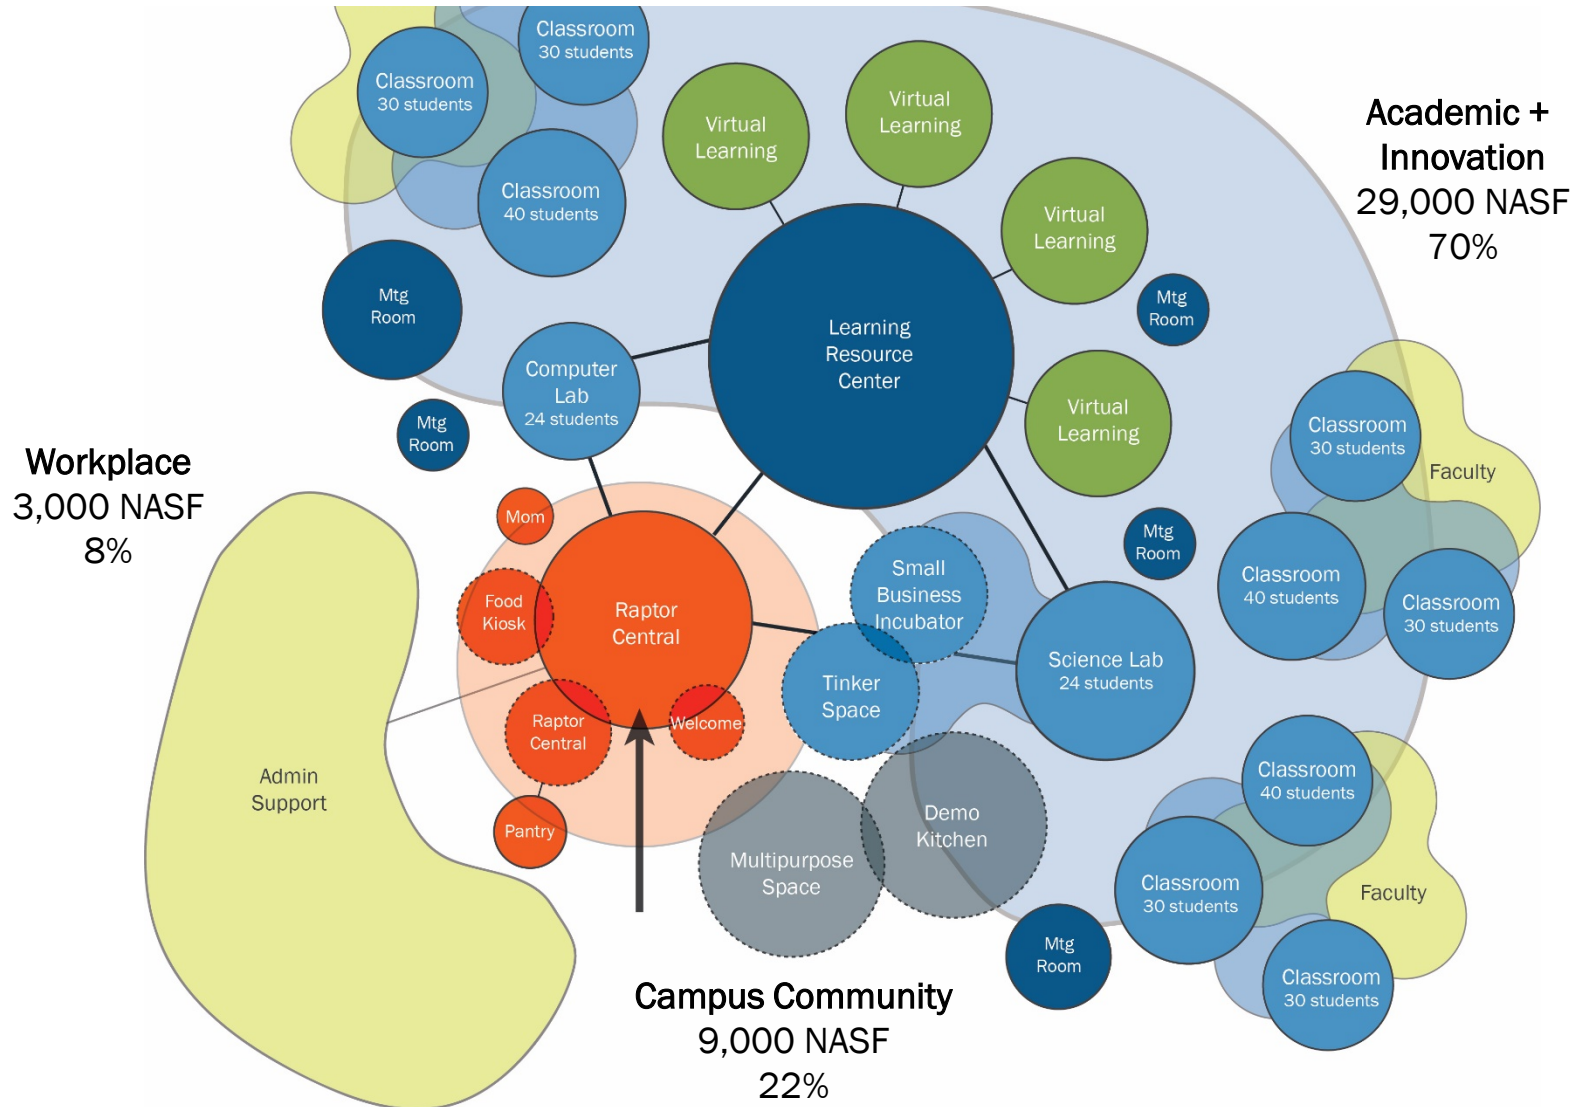 Classroom
30 students
Classroom
30 students
Classroom
40 students
Virtual
Learning
Virtual
Learning
Virtual
Learning
Virtual
Learning
Academic +
Innovation
29,000 NASF
70%
Mtg
Room
Mtg
Room
Learning
Resource
Center
Computer
Lab
24 students
Mtg
Room
Classroom
30 students
Faculty
Workplace
3,000 NASF
8%
Mom
Mtg
Room
Small
Business
Incubator
Classroom
40 students
Classroom
30 students
Food
Kiosk
Raptor
Central
Science Lab
24 students
Tinker
Space
Raptor
Central
Welcome
Admin
Support
Classroom
40 students
Pantry
Demo
Kitchen
Multipurpose
Space
Classroom
30 students
Faculty
Mtg
Room
Classroom
30 students
Campus Community
9,000 NASF
22%